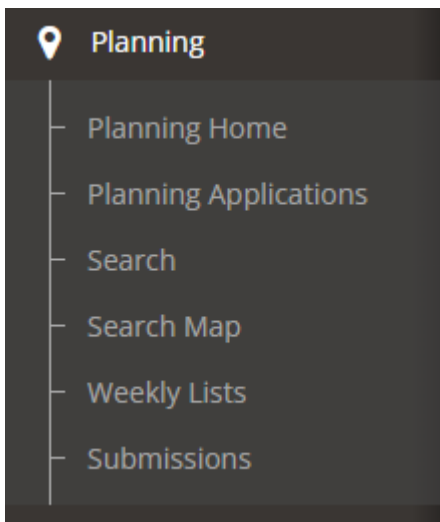 Planning
Planning Home
Planning Applications
Search
Search Map
Weekly Lists
Submissions